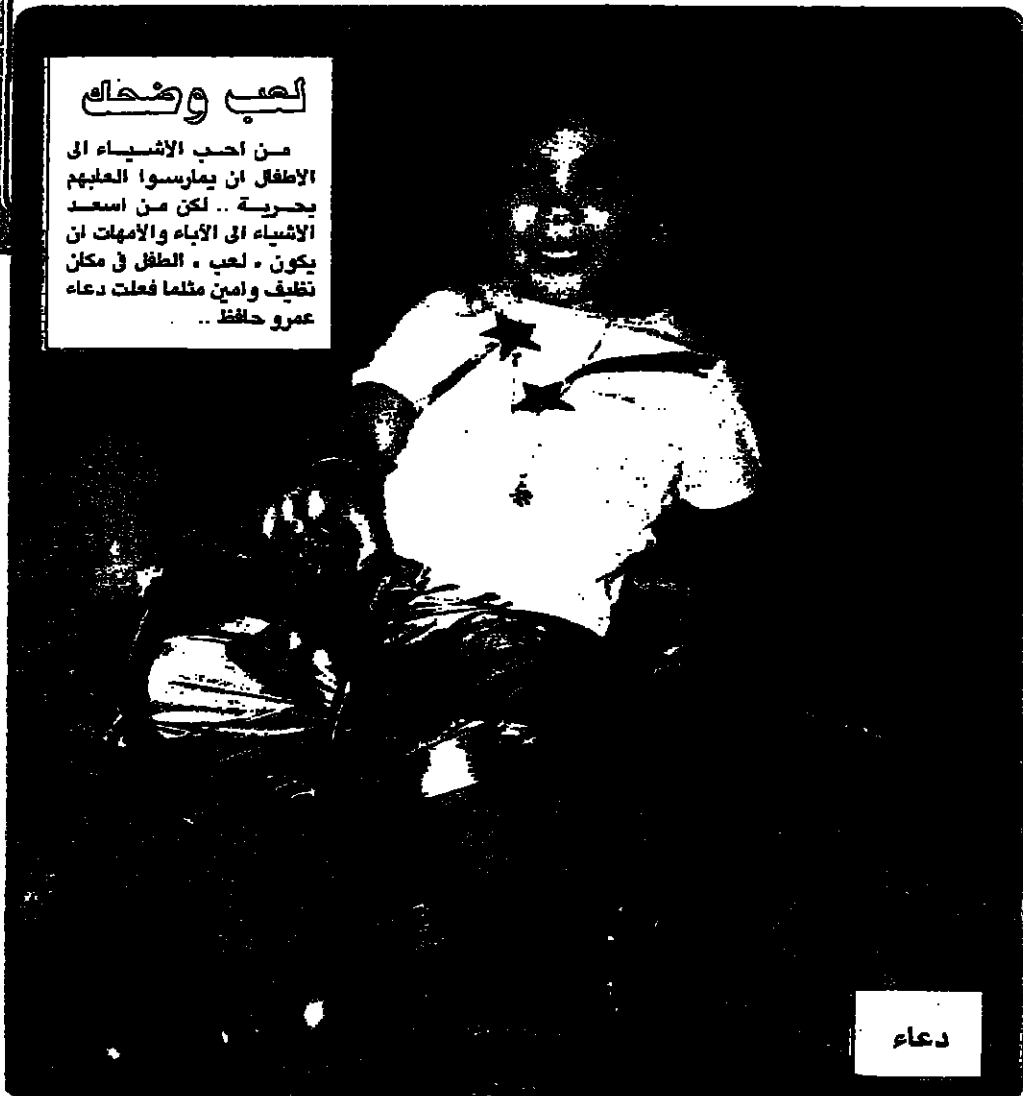 لعب وضحك
من احب الاشياء الى
الاطفال ان يمارسوا العابهم
بحرية .. لكن من اسعد
الاشياء الى الآباء والامهات ان
يكون « لعب » الطفل فى مكان
نظيف وامين مثلما فعلت دعاء
عمرو حافظ ..
دعاء